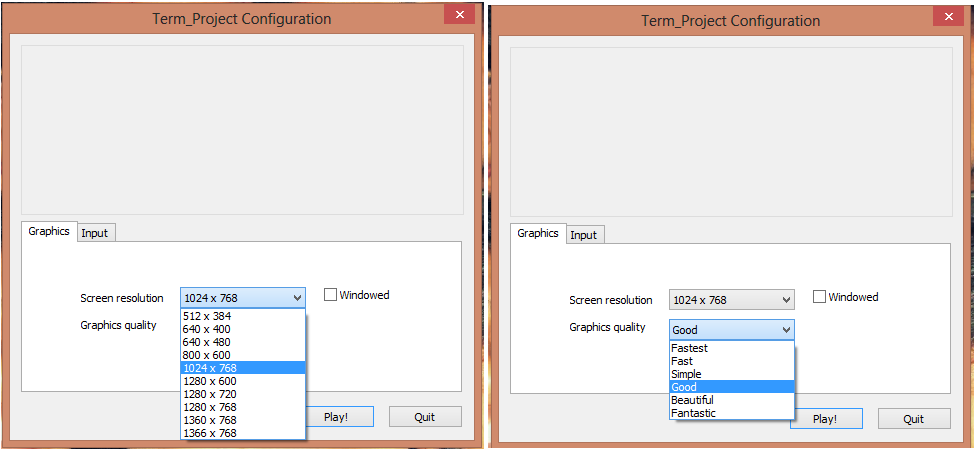 Term_Project Configuration
Graphics
Input
Screen resolution
1024 x 768
Windowed
512 x 384
640 x 400
640 x 480
800 x 600
1024 x 768
1280 x 600
1280 x 720
1280 x 768
1360 x 768
1366 x 768
Graphics quality
Play!
Quit
Term_Project Configuration
Graphics
Input
Screen resolution
1024 x 768
Windowed
Graphics quality
Good
Fastest
Fast
Simple
Good
Beautiful
Fantastic
Play!
Quit